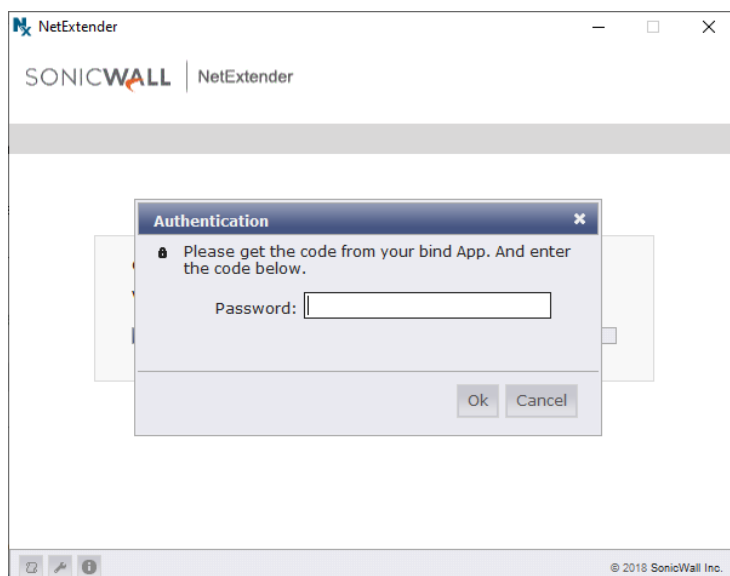 NetExtender
SONICWALL NetExtender
Authentication
Please get the code from your bind App. And enter
the code below.
Password:
Ok Cancel
© 2018 SonicWall Inc.